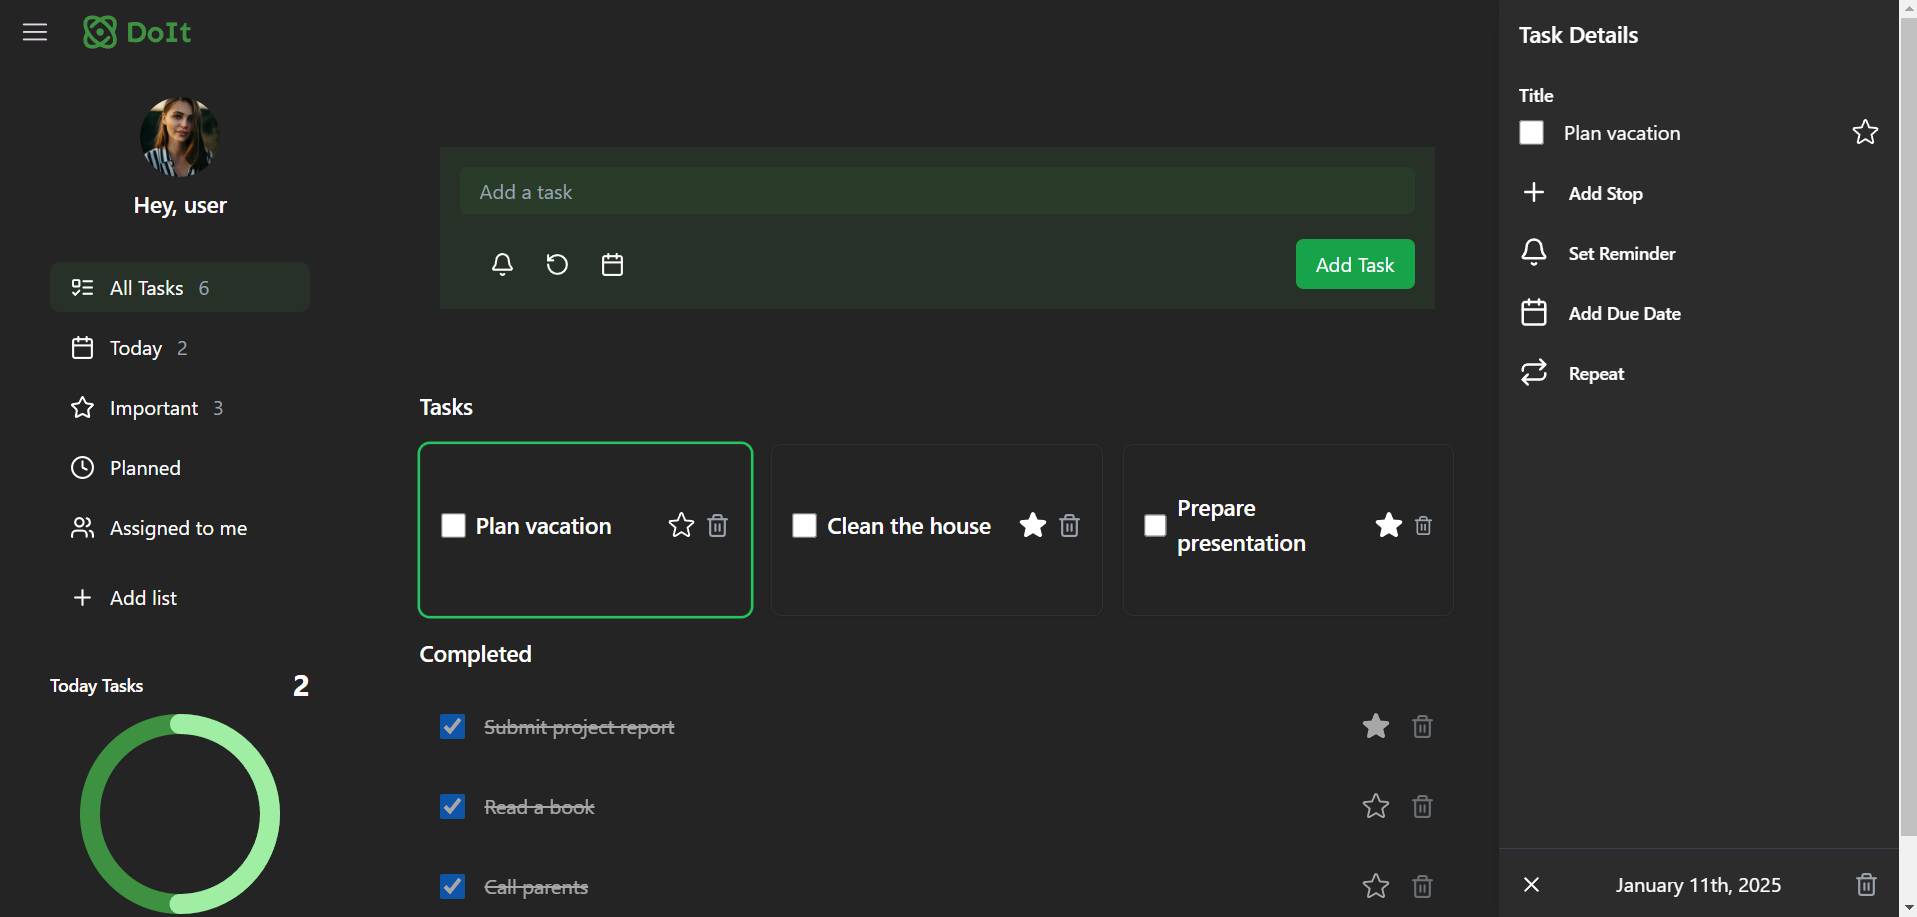 DoIt
Hey, user
All Tasks 6
Today 2
Important 3
Planned
Assigned to me
Add list
Today Tasks 2
Add a task
Add Task
Tasks
Plan vacation
Clean the house
Prepare
presentation
Completed
Submit project report
Read a book
Call parents
Task Details
Title
Plan vacation
Add Stop
Set Reminder
Add Due Date
Repeat
January 11th, 2025